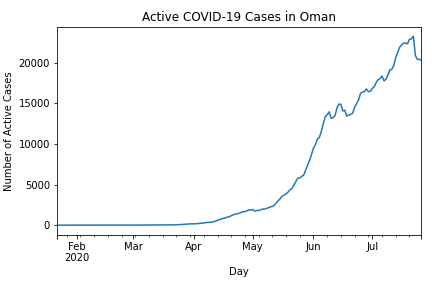 Active COVID-19 Cases in Oman
Number of Active Cases
20000
15000
10000
5000
0
Feb Mar Apr May Jun Jul
2020
Day